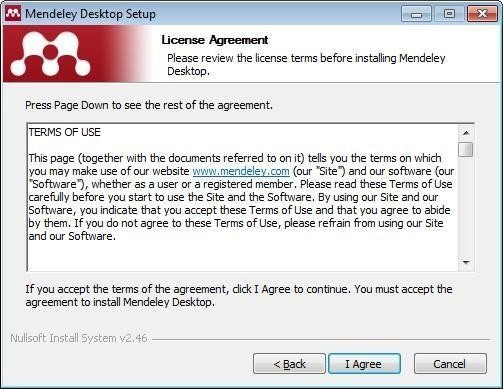 Mendeley Desktop Setup
License Agreement
Please review the license terms before installing Mendeley
Desktop.
Press Page Down to see the rest of the agreement.
TERMS OF USE
This page (together with the documents referred to on it) tells you the terms on which
you may make use of our website www.mendeley.com (our "Site") and our software (our
"Software"), whether as a user or a registered member. Please read these Terms of Use
carefully before you start to use the Site and the Software. By using our Site and our
Software, you indicate that you accept these Terms of Use and that you agree to abide
by them. If you do not agree to these Terms of Use, please refrain from using our Site
and our Software.
If you accept the terms of the agreement, click I Agree to continue. You must accept the
agreement to install Mendeley Desktop.
Nullsoft Install System v2.46
< Back
I Agree
Cancel